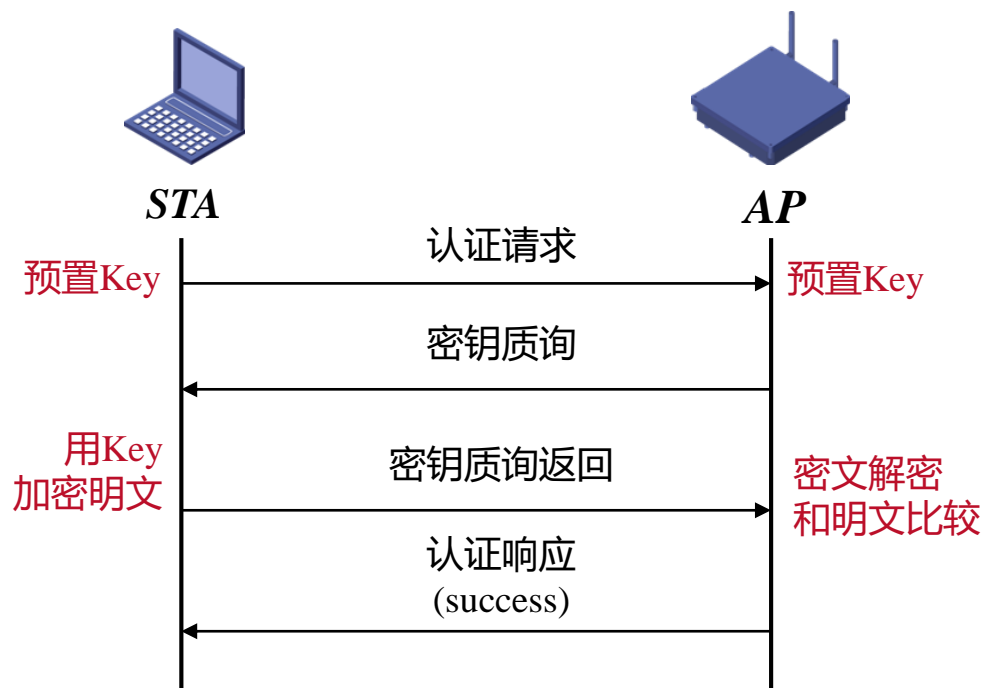 STA
AP
认证请求
预置Key
预置Key
密钥质询
用Key
加密明文
密钥质询返回
密文解密
和明文比较
认证响应
(success)